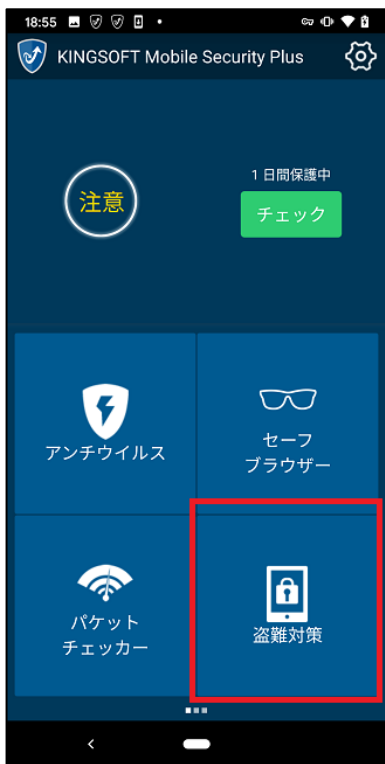 18:55
KINGSOFT Mobile Security Plus
注意
1日間保護中
チェック
アンチウイルス
セーフ
ブラウザー
パケット
チェッカー
盗難対策